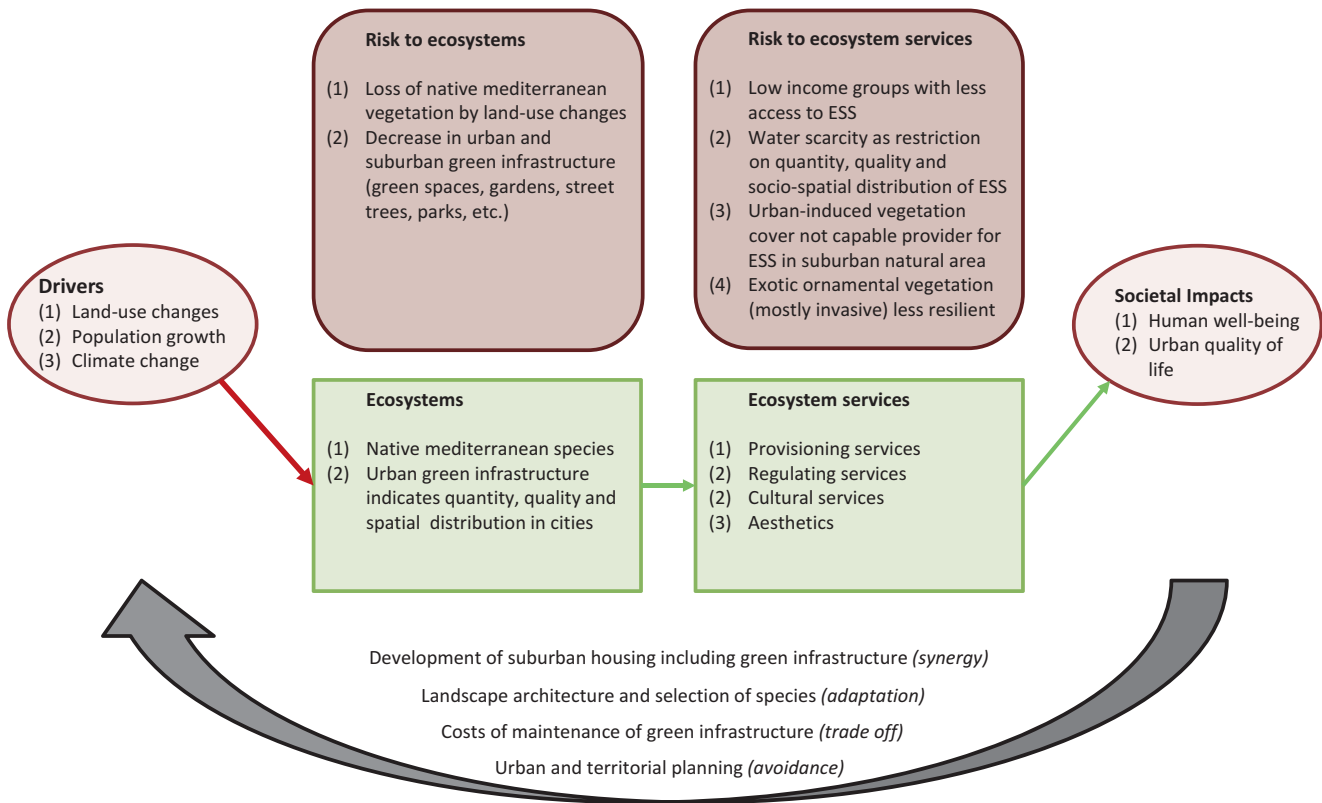 Risk to ecosystems
(1) Loss of native mediterranean
vegetation by land-use changes
(2) Decrease in urban and
suburban green infrastructure
(green spaces, gardens, street
trees, parks, etc.)
Risk to ecosystem services
(1) Low income groups with less
access to ESS
(2) Water scarcity as restriction
on quantity, quality and
socio-spatial distribution of ESS
(3) Urban-induced vegetation
cover not capable provider for
ESS in suburban natural area
(4) Exotic ornamental vegetation
(mostly invasive) less resilient
Drivers
(1) Land-use changes
(2) Population growth
(3) Climate change
Societal Impacts
(1) Human well-being
(2) Urban quality of
life
Ecosystems
(1) Native mediterranean species
(2) Urban green infrastructure
indicates quantity, quality and
spatial distribution in cities
Ecosystem services
(1) Provisioning services
(2) Regulating services
(2) Cultural services
(3) Aesthetics
Development of suburban housing including green infrastructure (synergy)
Landscape architecture and selection of species (adaptation)
Costs of maintenance of green infrastructure (trade off)
Urban and territorial planning (avoidance)